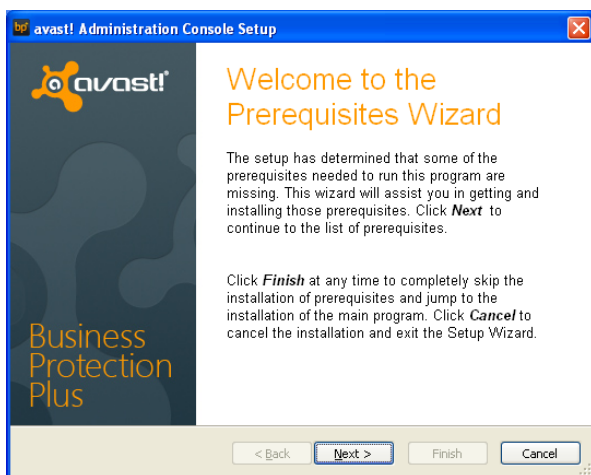 bp avast! Administration Console Setup
avast!
Welcome to the
Prerequisites Wizard
The setup has determined that some of the
prerequisites needed to run this program are
missing. This wizard will assist you in getting and
installing those prerequisites. Click Next to
continue to the list of prerequisites.
Click Finish at any time to completely skip the
installation of prerequisites and jump to the
installation of the main program. Click Cancel to
cancel the installation and exit the Setup Wizard.
Business
Protection
Plus
< Back Next > Finish Cancel